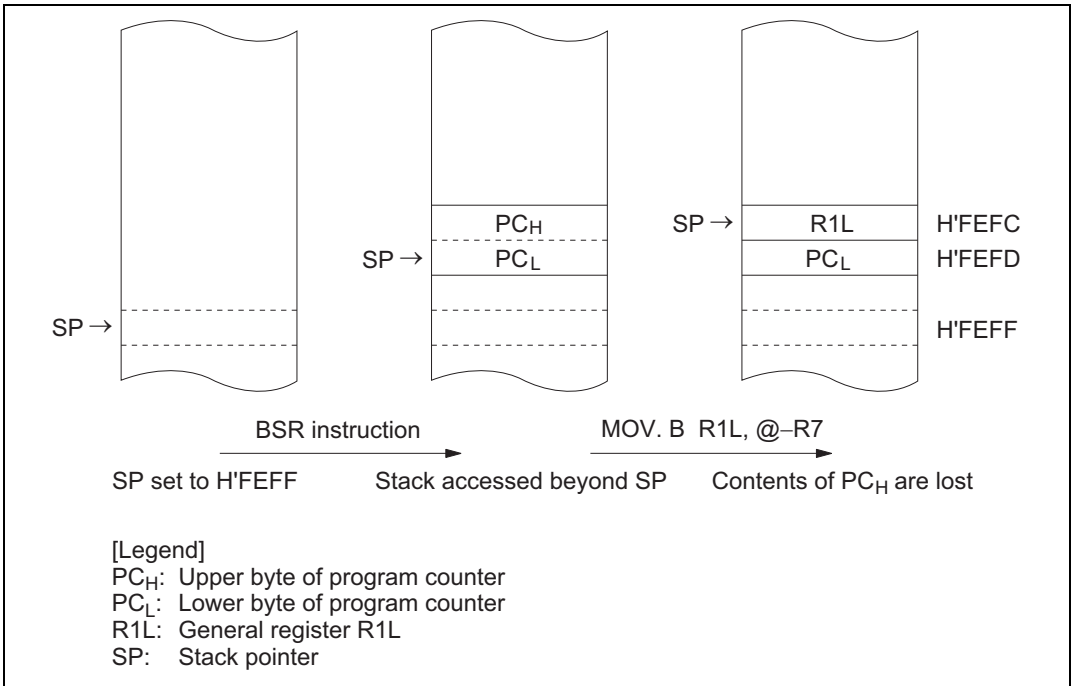 PCH
SP → R1L H'FEFC
SP → PCL PCL H'FEFD
SP → H'FEFF
BSR instruction MOV. B R1L, @–R7
SP set to H'FEFF Stack accessed beyond SP Contents of PCH are lost
[Legend]
PCH: Upper byte of program counter
PCL: Lower byte of program counter
R1L: General register R1L
SP: Stack pointer